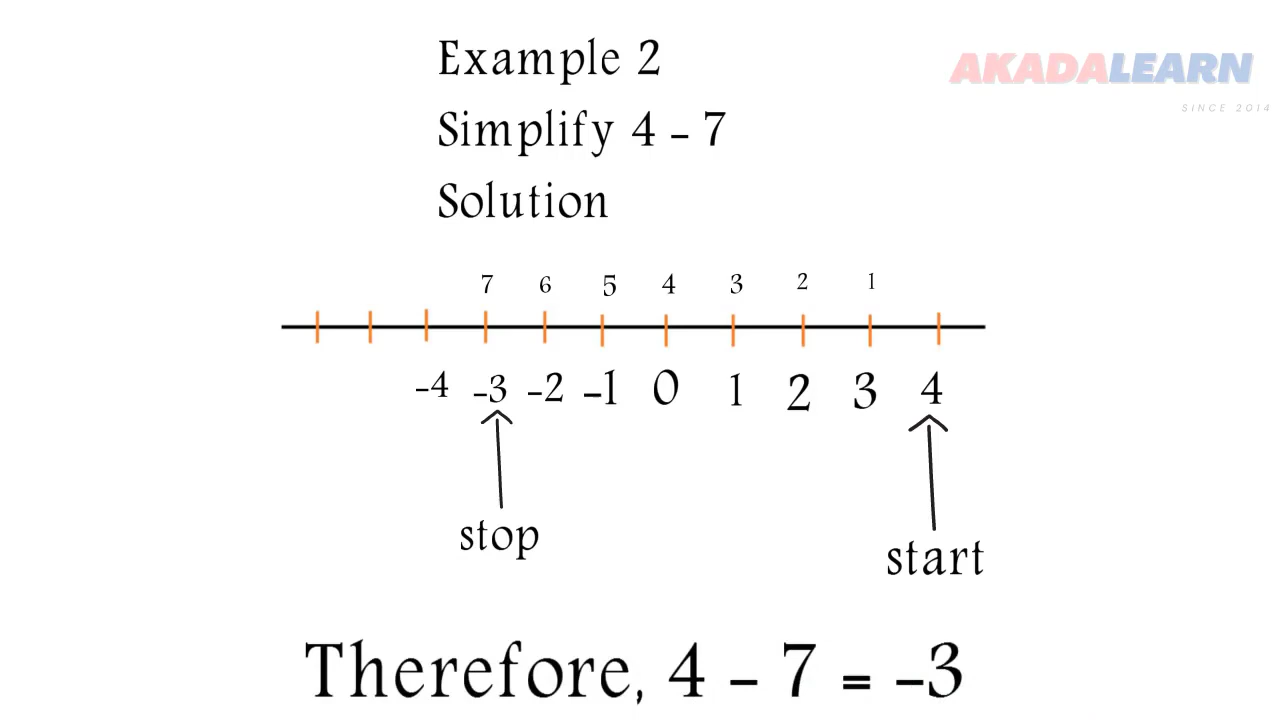 Example 2
AKADALEARN
SINCE 2014
Simplify 4 - 7
Solution
7 6 5 4 3 2 1
-4 -3 -2 -1 0 1 2 3 4
stop
start
Therefore, 4 - 7 = -3